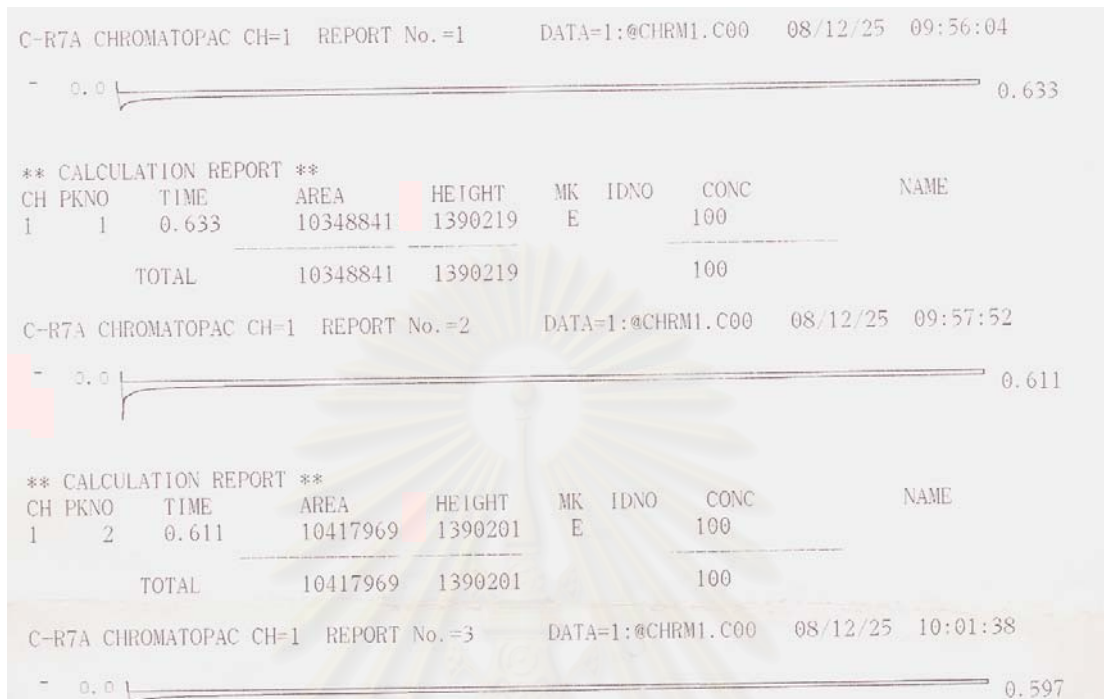 C-R7A CHROMATOPAC CH=1 REPORT No.=1 DATA=1:@CHRM1.C00 08/12/25 09:56:04
- 0.0 0.633
** CALCULATION REPORT **
CH PKNO TIME AREA HEIGHT MK IDNO CONC NAME
1 1 0.633 10348841 1390219 E 100
TOTAL 10348841 1390219 100
C-R7A CHROMATOPAC CH=1 REPORT No.=2 DATA=1:@CHRM1.C00 08/12/25 09:57:52
- 0.0 0.611
** CALCULATION REPORT **
CH PKNO TIME AREA HEIGHT MK IDNO CONC NAME
1 2 0.611 10417969 1390201 E 100
TOTAL 10417969 1390201 100
C-R7A CHROMATOPAC CH=1 REPORT No.=3 DATA=1:@CHRM1.C00 08/12/25 10:01:38
- 0.0 0.597